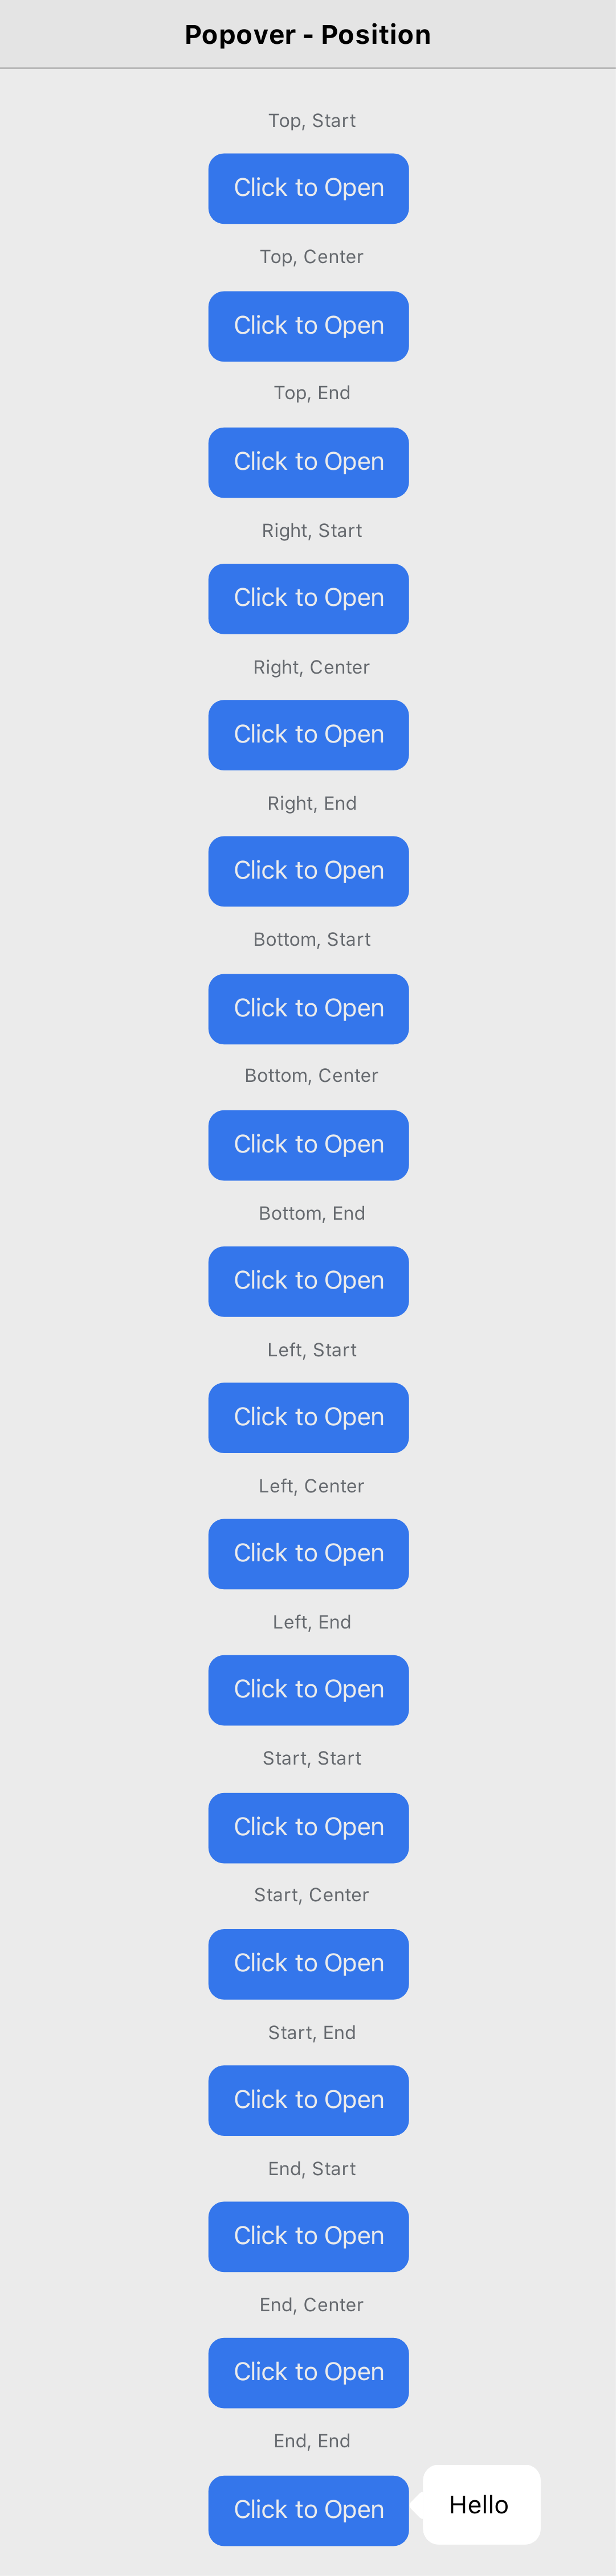 Popover - Position
Top, Start
Click to Open
Top, Center
Click to Open
Top, End
Click to Open
Right, Start
Click to Open
Right, Center
Click to Open
Right, End
Click to Open
Bottom, Start
Click to Open
Bottom, Center
Click to Open
Bottom, End
Click to Open
Left, Start
Click to Open
Left, Center
Click to Open
Left, End
Click to Open
Start, Start
Click to Open
Start, Center
Click to Open
Start, End
Click to Open
End, Start
Click to Open
End, Center
Click to Open
End, End
Click to Open
Hello